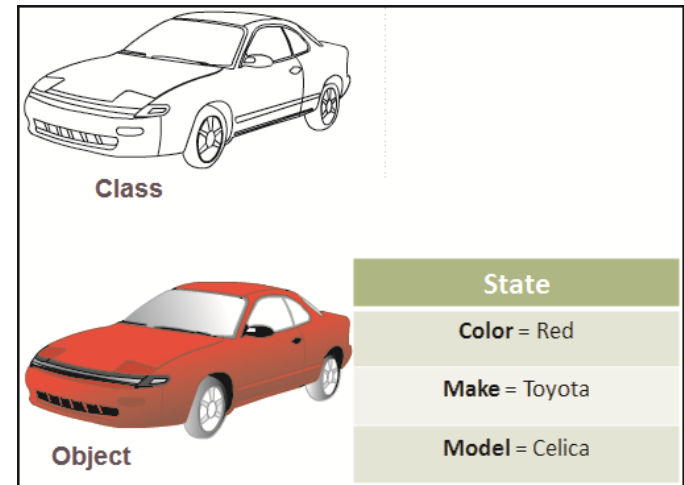 Class
State
Color = Red
Make = Toyota
Model = Celica
Object